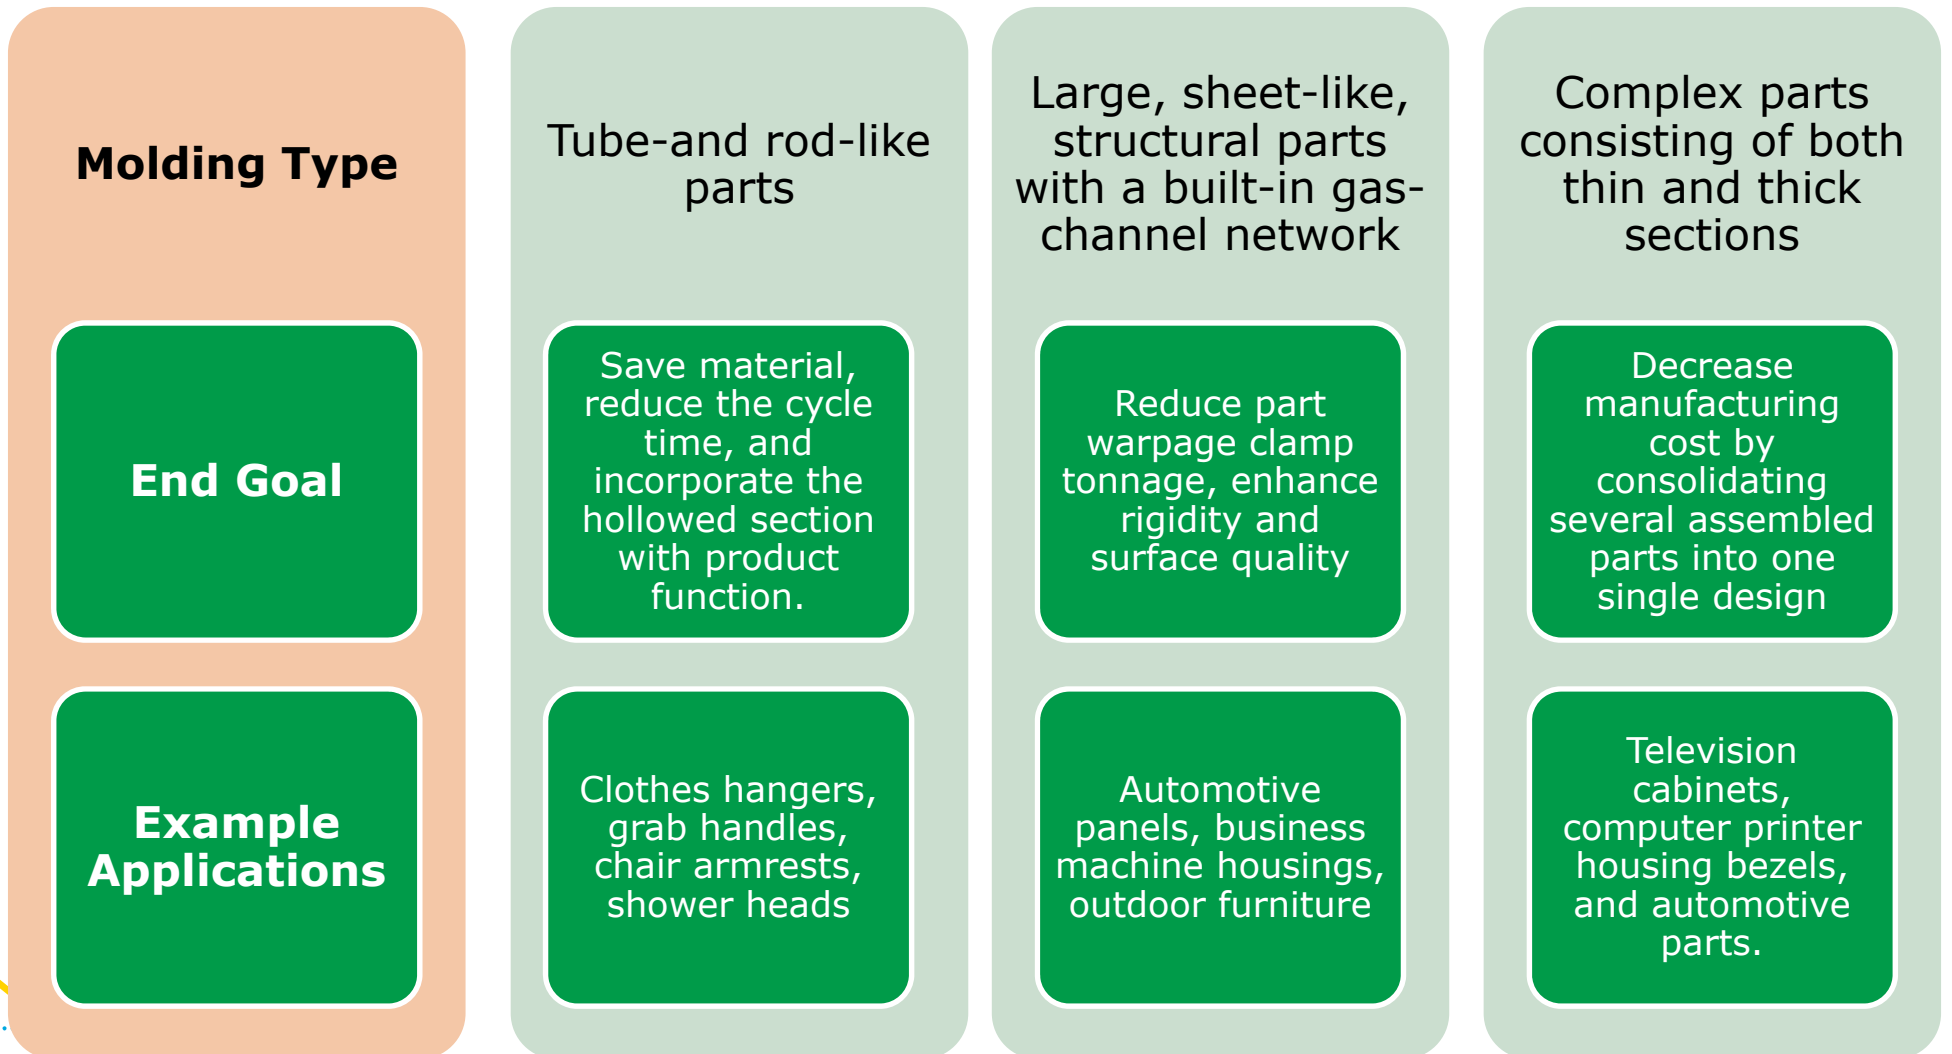 Molding Type
End Goal
Example
Applications
Tube-and rod-like
parts
Save material,
reduce the cycle
time, and
incorporate the
hollowed section
with product
function.
Clothes hangers,
grab handles,
chair armrests,
shower heads
Large, sheet-like,
structural parts
with a built-in gas-
channel network
Reduce part
warpage clamp
tonnage, enhance
rigidity and
surface quality
Automotive
panels, business
machine housings,
outdoor furniture
Complex parts
consisting of both
thin and thick
sections
Decrease
manufacturing
cost by
consolidating
several assembled
parts into one
single design
Television
cabinets,
computer printer
housing bezels,
and automotive
parts.